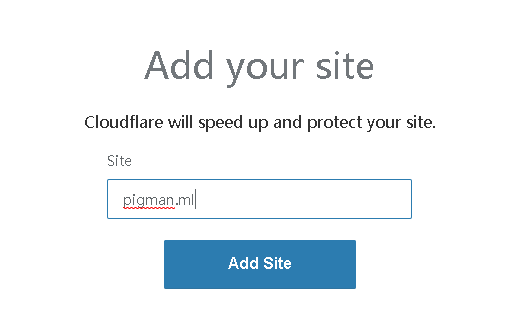 Add your site
Cloudflare will speed up and protect your site.
Site
pigman.ml
Add Site